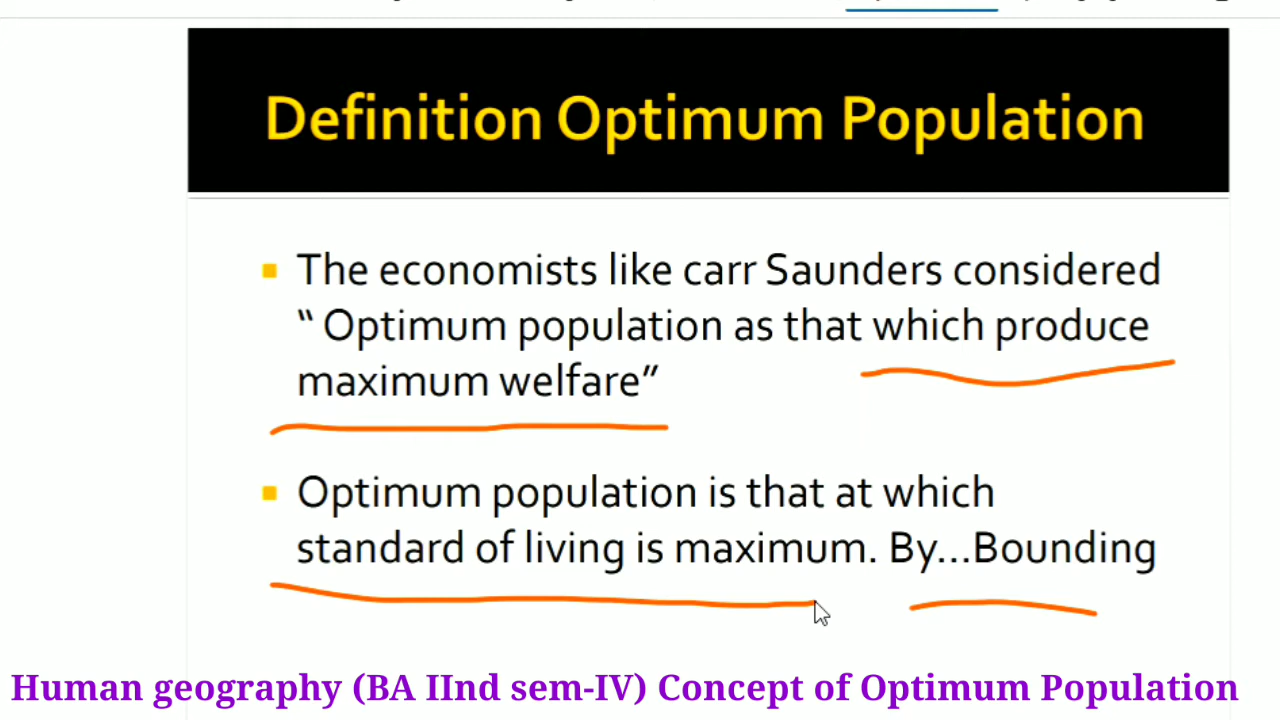 Definition Optimum Population
The economists like carr Saunders considered
“ Optimum population as that which produce
maximum welfare”
Optimum population is that at which
standard of living is maximum. By...Bounding
Human geography (BA IInd sem-IV) Concept of Optimum Population